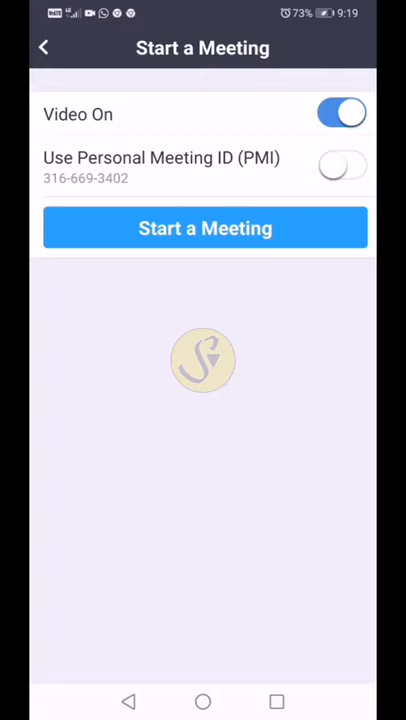 73% 9:19
Start a Meeting
Video On
Use Personal Meeting ID (PMI)
316-669-3402
Start a Meeting